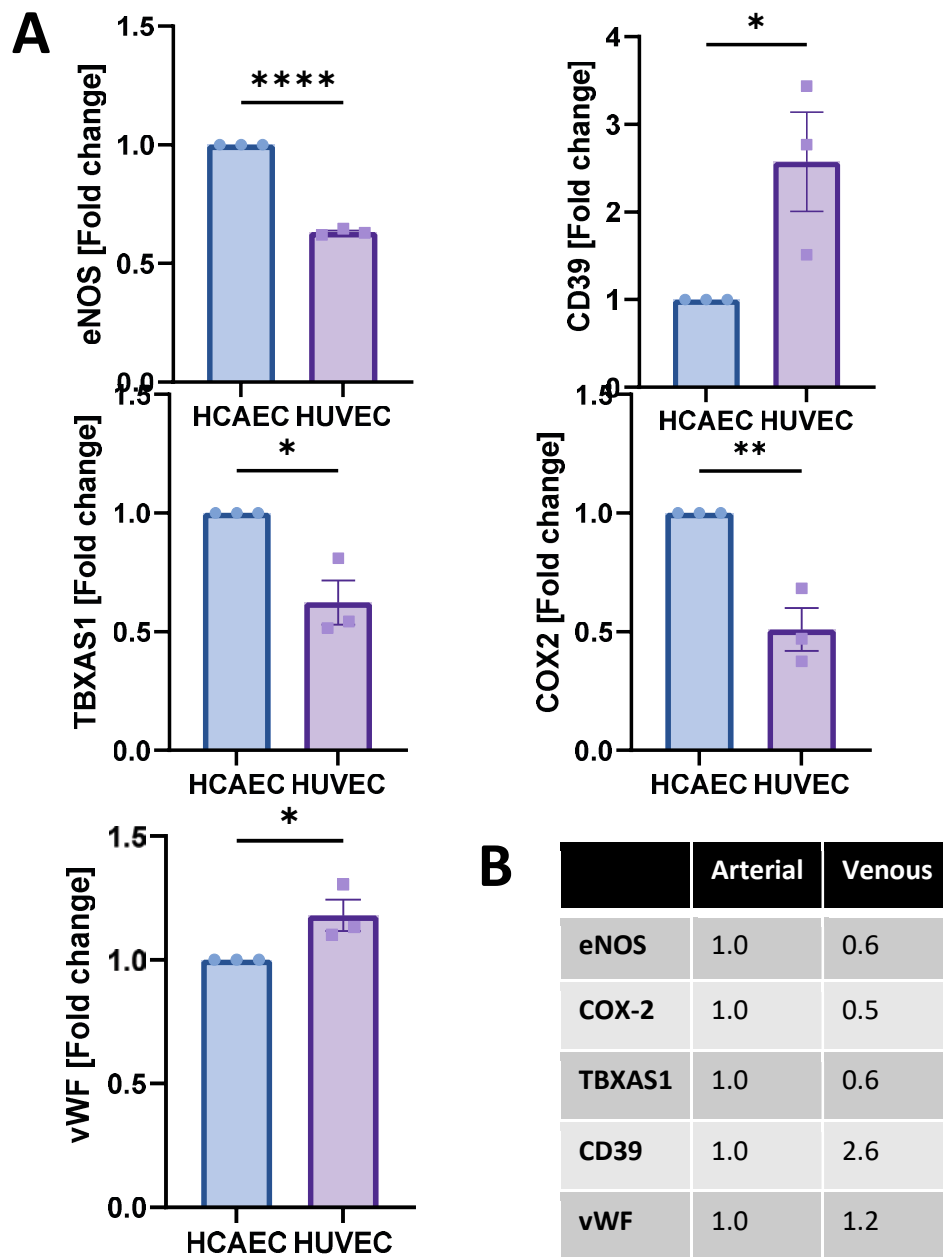 A
eNOS [Fold change]
1.5
1.0
0.5
0.0
****
HCAEC HUVEC
CD39 [Fold change]
4
3
2
1
0
*
HCAEC HUVEC
TBXAS1 [Fold change]
1.5
1.0
0.5
0.0
*
HCAEC HUVEC
COX2 [Fold change]
1.5
1.0
0.5
0.0
**
HCAEC HUVEC
vWF [Fold change]
1.5
1.0
0.5
0.0
*
HCAEC HUVEC
B
Arterial Venous
eNOS 1.0 0.6
COX-2 1.0 0.5
TBXAS1 1.0 0.6
CD39 1.0 2.6
vWF 1.0 1.2